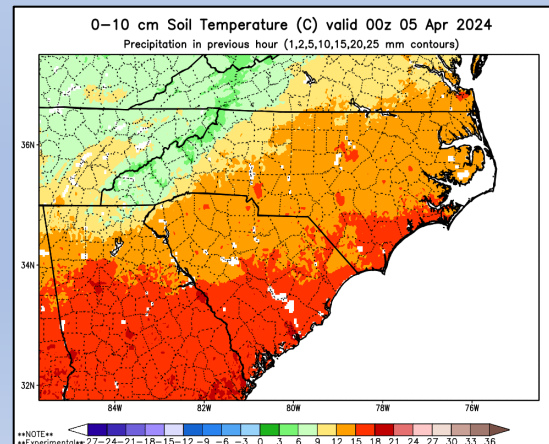 0-10 cm Soil Temperature (C) valid 00z 05 Apr 2024
Precipitation in previous hour (1,2,5,10,15,20,25 mm contours)
36N
34N
32N
84W 82W 80W 78W 76W
**NOTE**
**Experimental** 27-24-21-18-15-12-9 -6 -3 0 3 6 9 12 15 18 21 24 27 30 33 36